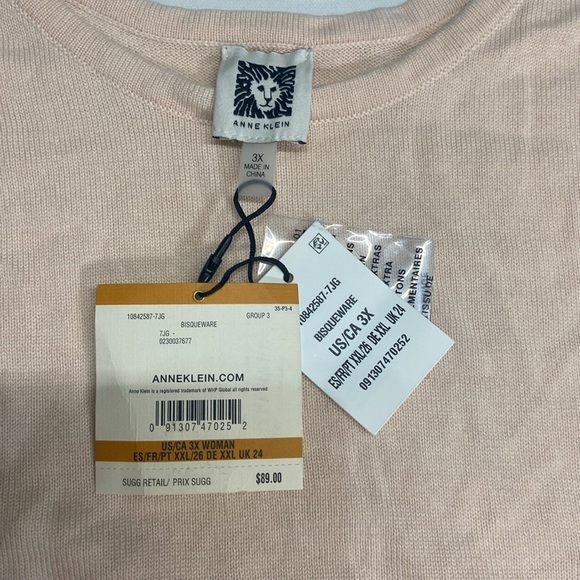 ANNE KLEIN
3X
MADE IN
CHINA
35-P3-4
10842587-7JG GROUP 3
BISQUEWARE
7JG -
0230037677
ANNEKLEIN.COM
Anne Klein is a registered trademark of WHP Global all rights reserved
0 91307 47025 2
US/CA 3X WOMAN
ES/FR/PT XXL/26 DE XXL UK 24
SUGG RETAIL/ PRIX SUGG $89.00
10842587-7JG
BISQUEWARE
US/CA 3X
ES/FR/PT XXL/26 DE XXL UK 24
091307470252
EXTRA